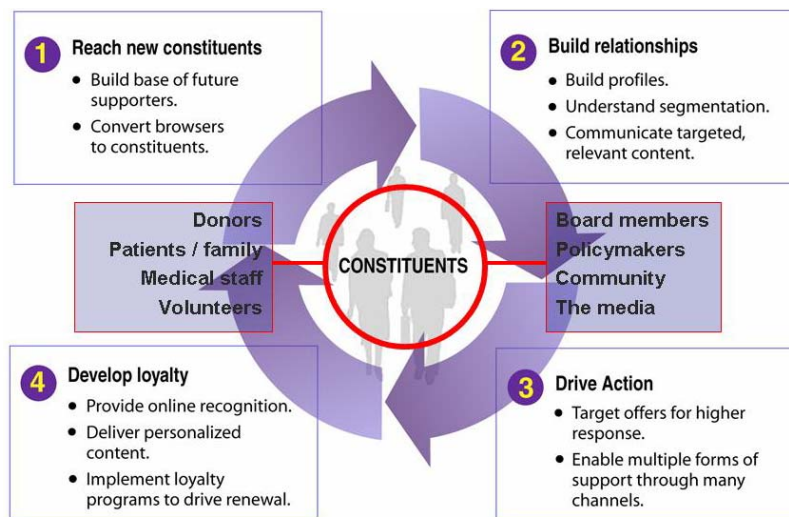 1 Reach new constituents
• Build base of future
supporters.
• Convert browsers
to constituents.
2 Build relationships
• Build profiles.
• Understand segmentation.
• Communicate targeted,
relevant content.
Donors
Patients / family
Medical staff
Volunteers
CONSTITUENTS
Board members
Policymakers
Community
The media
4 Develop loyalty
• Provide online recognition.
• Deliver personalized
content.
• Implement loyalty
programs to drive renewal.
3 Drive Action
• Target offers for higher
response.
• Enable multiple forms of
support through many
channels.